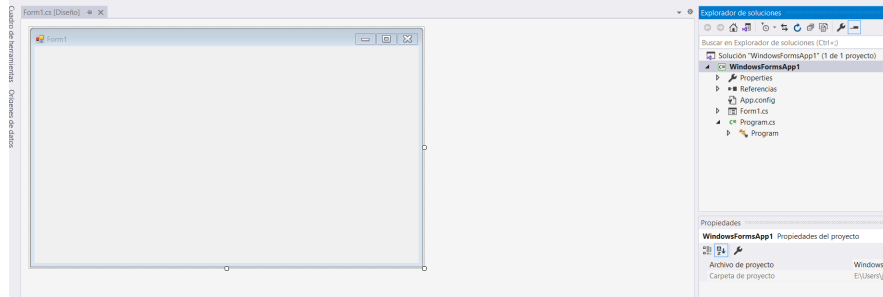 Cuadro de herramientas
Orígenes de datos
Form1.cs [Diseño]
Form1
Explorador de soluciones
Buscar en Explorador de soluciones (Ctrl+;)
Solución "WindowsFormsApp1" (1 de 1 proyecto)
WindowsFormsApp1
Properties
Referencias
App.config
Form1.cs
Program.cs
Program
Propiedades
WindowsFormsApp1 Propiedades del proyecto
Archivo de proyecto Windows
Carpeta de proyecto E:\Users\